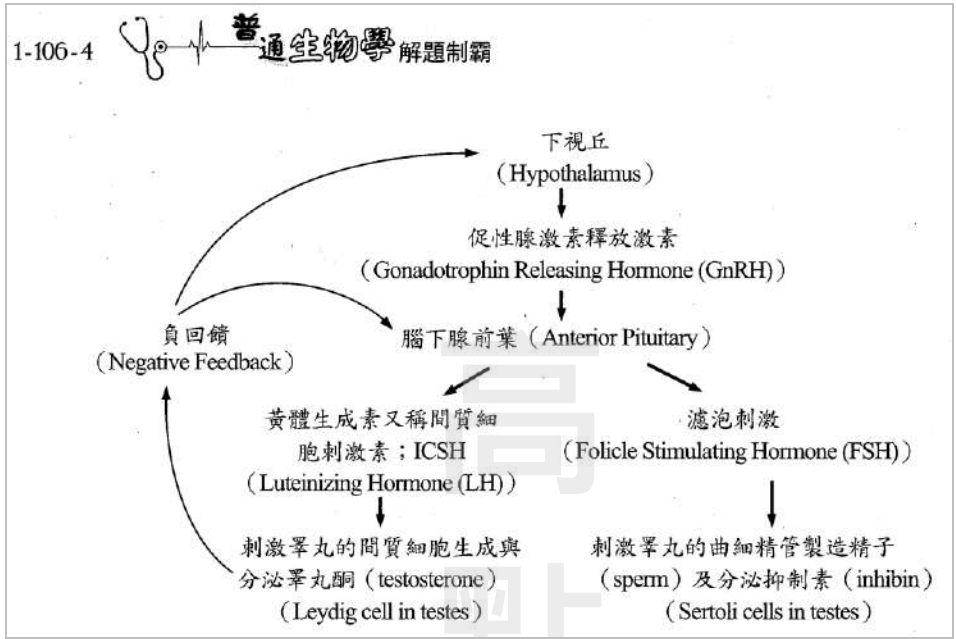 1-106-4
普通生物學 解題制霸
下視丘
(Hypothalamus)
促性腺激素釋放激素
(Gonadotrophin Releasing Hormone (GnRH))
負回饋
(Negative Feedback)
腦下腺前葉 (Anterior Pituitary)
黃體生成素又稱間質細
胞刺激素；ICSH
(Luteinizing Hormone (LH))
濾泡刺激
(Folicle Stimulating Hormone (FSH))
刺激睪丸的間質細胞生成與
分泌睪丸酮 (testosterone)
(Leydig cell in testes)
刺激睪丸的曲細精管製造精子
(sperm) 及分泌抑制素 (inhibin)
(Sertoli cells in testes)